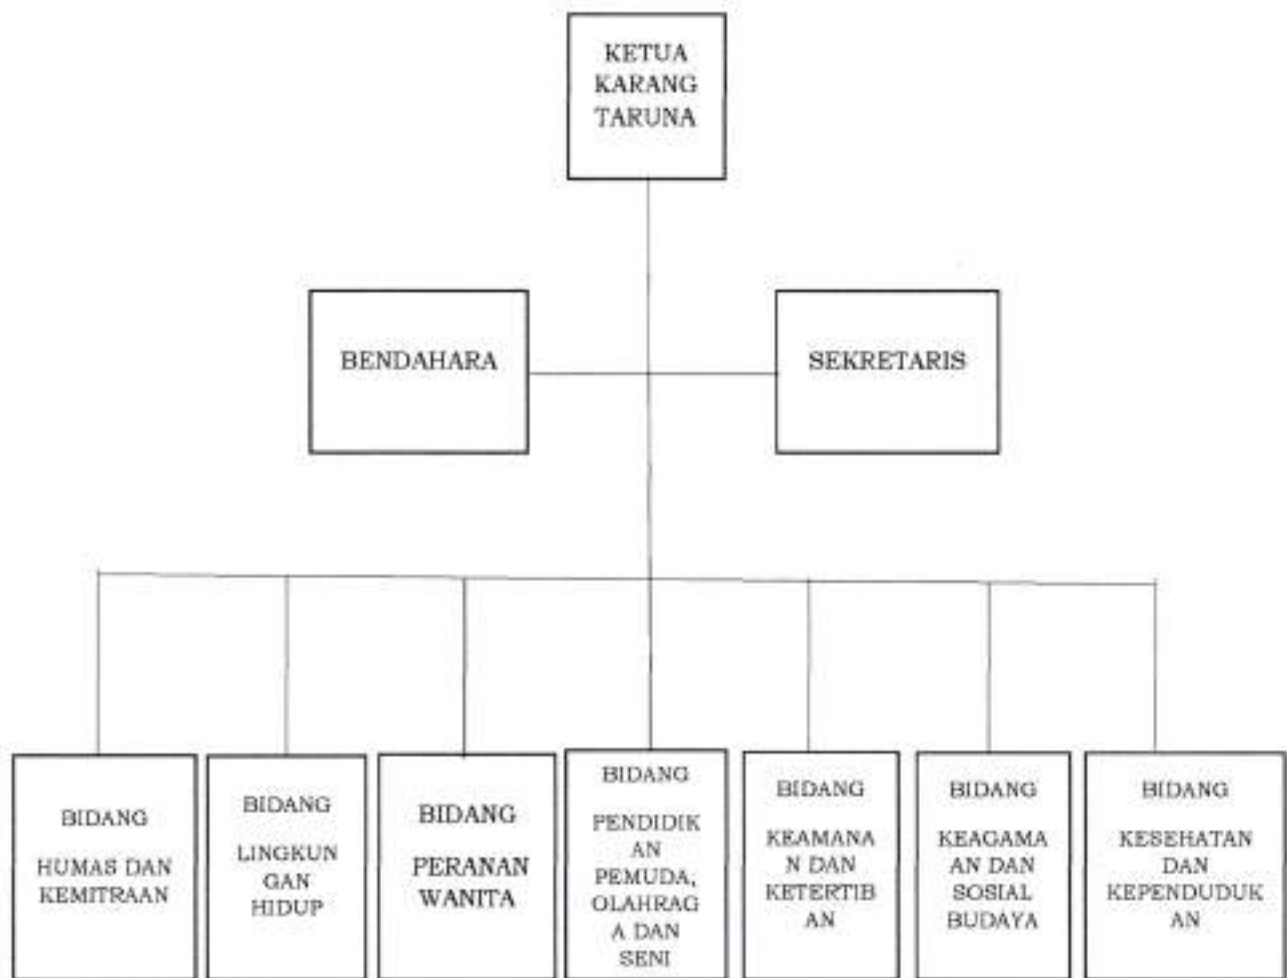 KETUA
KARANG
TARUNA
BENDAHARA
SEKRETARIS
BIDANG
HUMAS DAN
KEMITRAAN
BIDANG
LINGKUN
GAN
HIDUP
BIDANG
PERANAN
WANITA
BIDANG
PENDIDIK
AN
PEMUDA,
OLAHRAG
A DAN
SENI
BIDANG
KEAMANA
N DAN
KETERTIB
AN
BIDANG
KEAGAMA
AN DAN
SOSIAL
BUDAYA
BIDANG
KESEHATAN
DAN
KEPENDUDUK
AN